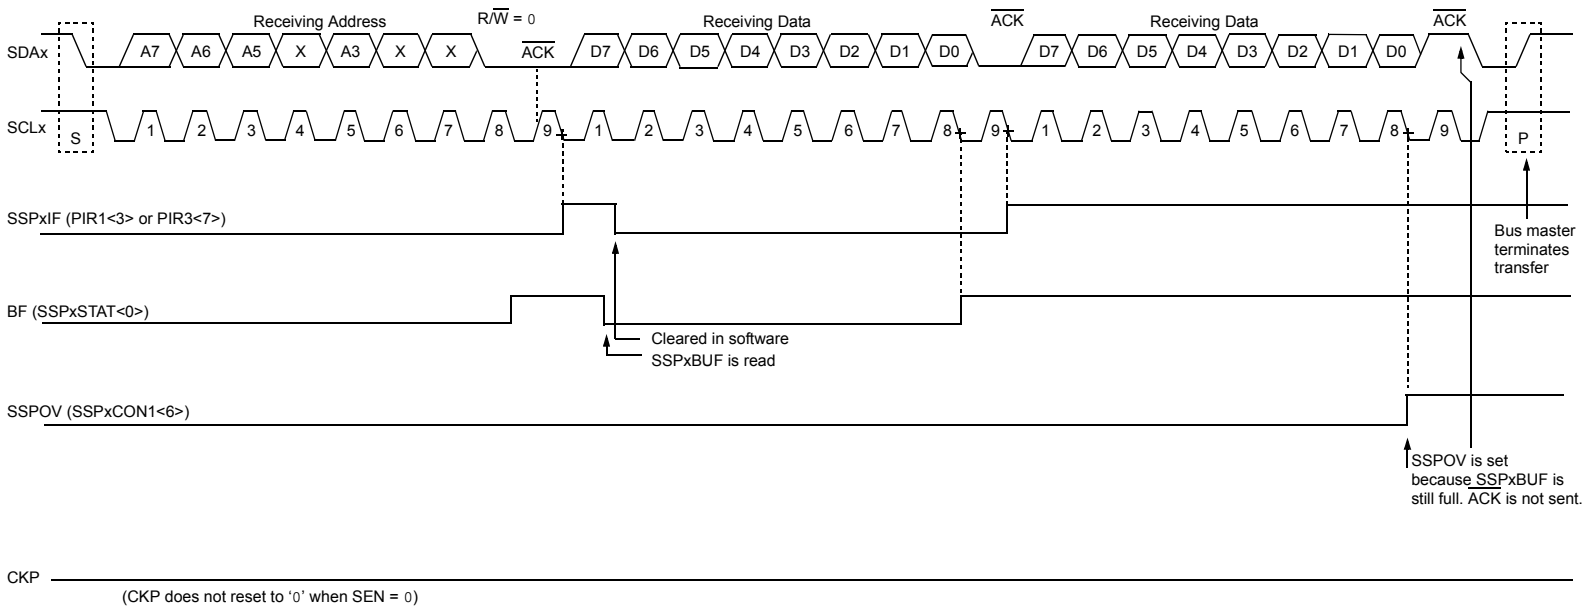 Receiving Address R/W = 0 Receiving Data ACK Receiving Data ACK
SDAx A7 A6 A5 X A3 X X ACK D7 D6 D5 D4 D3 D2 D1 D0 D7 D6 D5 D4 D3 D2 D1 D0
SCLx S 1 2 3 4 5 6 7 8 9 1 2 3 4 5 6 7 8 9 1 2 3 4 5 6 7 8 9 P
SSPxIF (PIR1<3> or PIR3<7>)
Bus master
terminates
transfer
BF (SSPxSTAT<0>)
Cleared in software
SSPxBUF is read
SSPOV (SSPxCON1<6>)
SSPOV is set
because SSPxBUF is
still full. ACK is not sent.
CKP
(CKP does not reset to ‘0’ when SEN = 0)